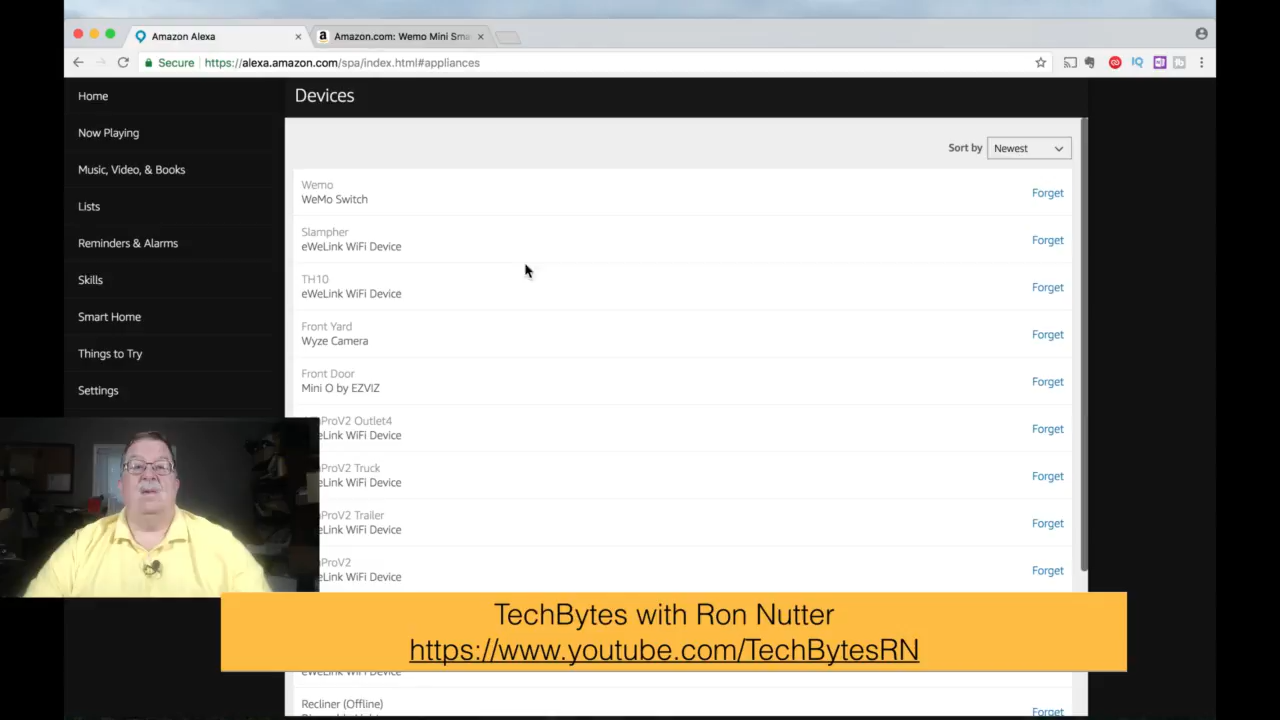 Amazon Alexa
Amazon.com: Wemo Mini Sma
Secure
https://alexa.amazon.com/spa/index.html#appliances
Home
Now Playing
Music, Video, & Books
Lists
Reminders & Alarms
Skills
Smart Home
Things to Try
Settings
Devices
Sort by Newest
Wemo
WeMo Switch
Forget
Slampher
eWeLink WiFi Device
Forget
TH10
eWeLink WiFi Device
Forget
Front Yard
Wyze Camera
Forget
Front Door
Mini O by EZVIZ
Forget
ProV2 Outlet4
eLink WiFi Device
Forget
ProV2 Truck
eLink WiFi Device
Forget
ProV2 Trailer
eLink WiFi Device
Forget
ProV2
eLink WiFi Device
Forget
TechBytes with Ron Nutter
https://www.youtube.com/TechBytesRN
eWeLink WiFi Device
Recliner (Offline)
Forget